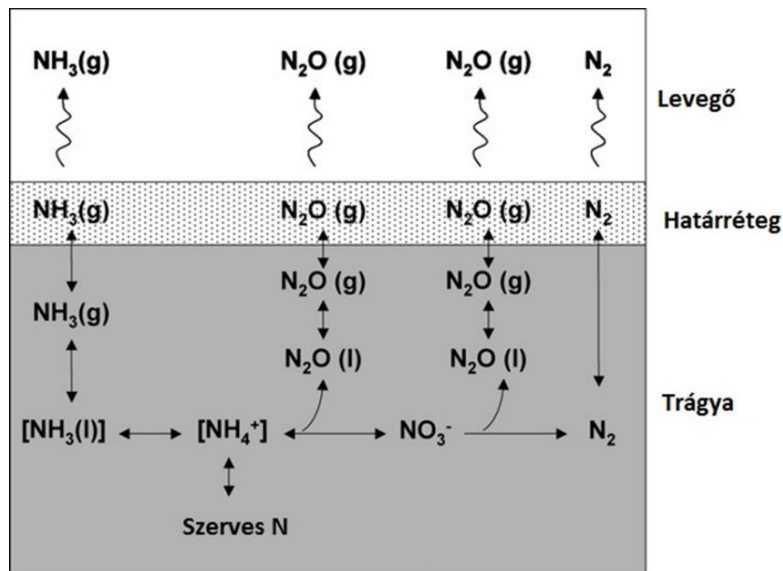 NH₃(g) N₂O (g) N₂O (g) N₂
Levegő
NH₃(g) N₂O (g) N₂O (g) N₂
Határréteg
N₂O (g) N₂O (g)
NH₃(g)
N₂O (l) N₂O (l)
Trágya
[NH₃(l)] [NH₄⁺] NO₃⁻ N₂
Szerves N